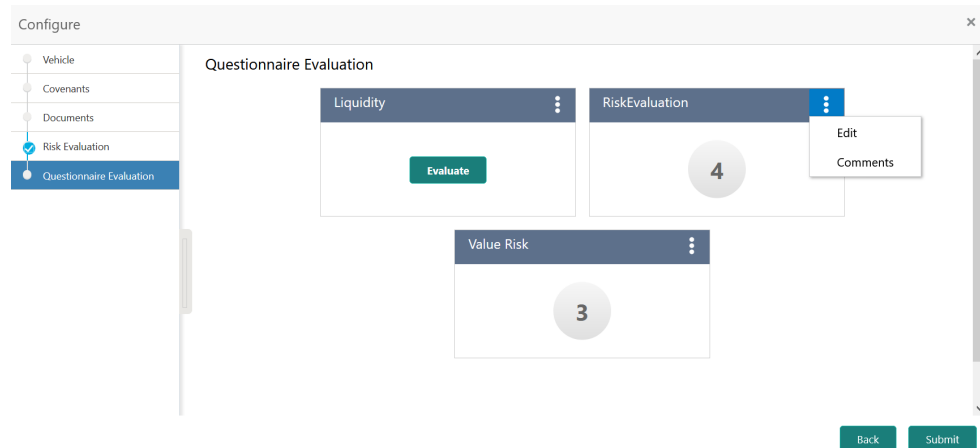 Configure
×
Vehicle
Covenants
Documents
Risk Evaluation
Questionnaire Evaluation
Questionnaire Evaluation
Liquidity
Evaluate
RiskEvaluation
4
Edit
Comments
Value Risk
3
Back
Submit